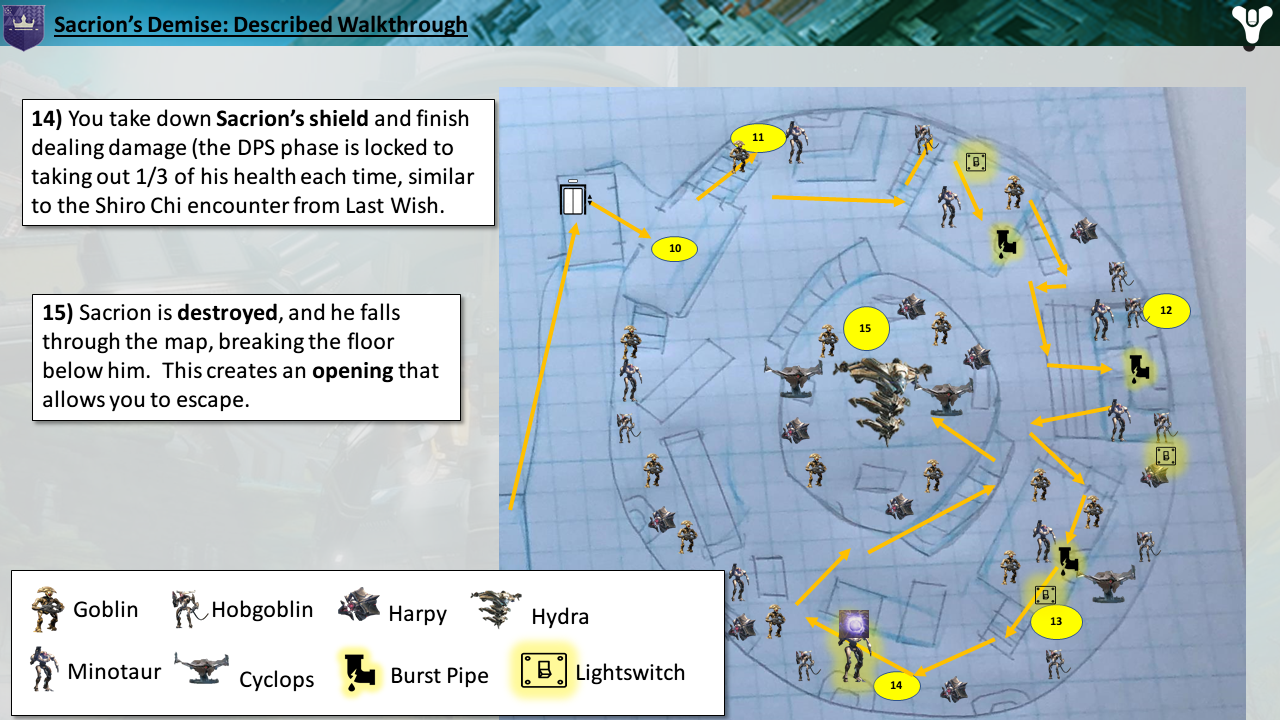 Sacrion's Demise: Described Walkthrough
14) You take down Sacrion's shield and finish
dealing damage (the DPS phase is locked to
taking out 1/3 of his health each time, similar
to the Shiro Chi encounter from Last Wish.
15) Sacrion is destroyed, and he falls
through the map, breaking the floor
below him. This creates an opening that
allows you to escape.
11
10
12
15
13
14
Goblin
Hobgoblin
Harpy
Hydra
Minotaur
Cyclops
Burst Pipe
Lightswitch